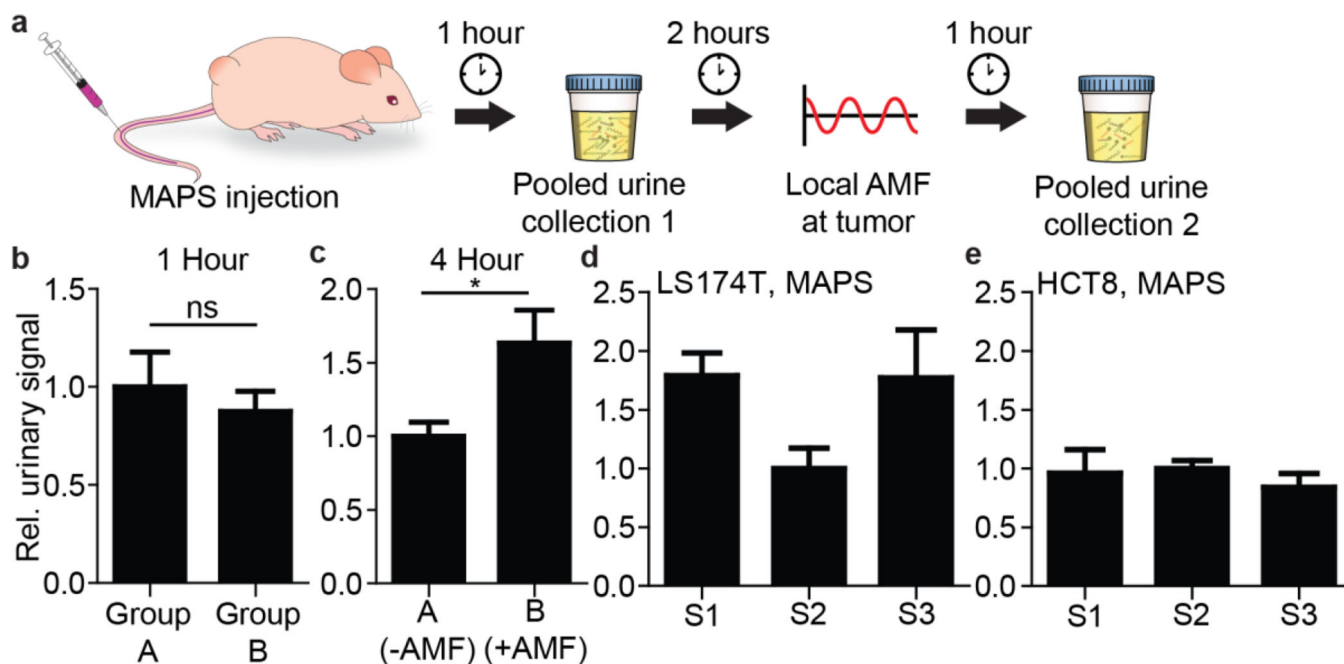 a
1 hour
2 hours
1 hour
MAPS injection
Pooled urine
collection 1
Local AMF
at tumor
Pooled urine
collection 2
b
1 Hour
Rel. urinary signal
1.5
1.0
0.5
0.0
ns
Group
A
Group
B
c
4 Hour
2.0
1.5
1.0
0.5
0.0
*
A
(-AMF)
B
(+AMF)
d
LS174T, MAPS
2.5
2.0
1.5
1.0
0.5
0.0
S1
S2
S3
e
HCT8, MAPS
2.5
2.0
1.5
1.0
0.5
0.0
S1
S2
S3